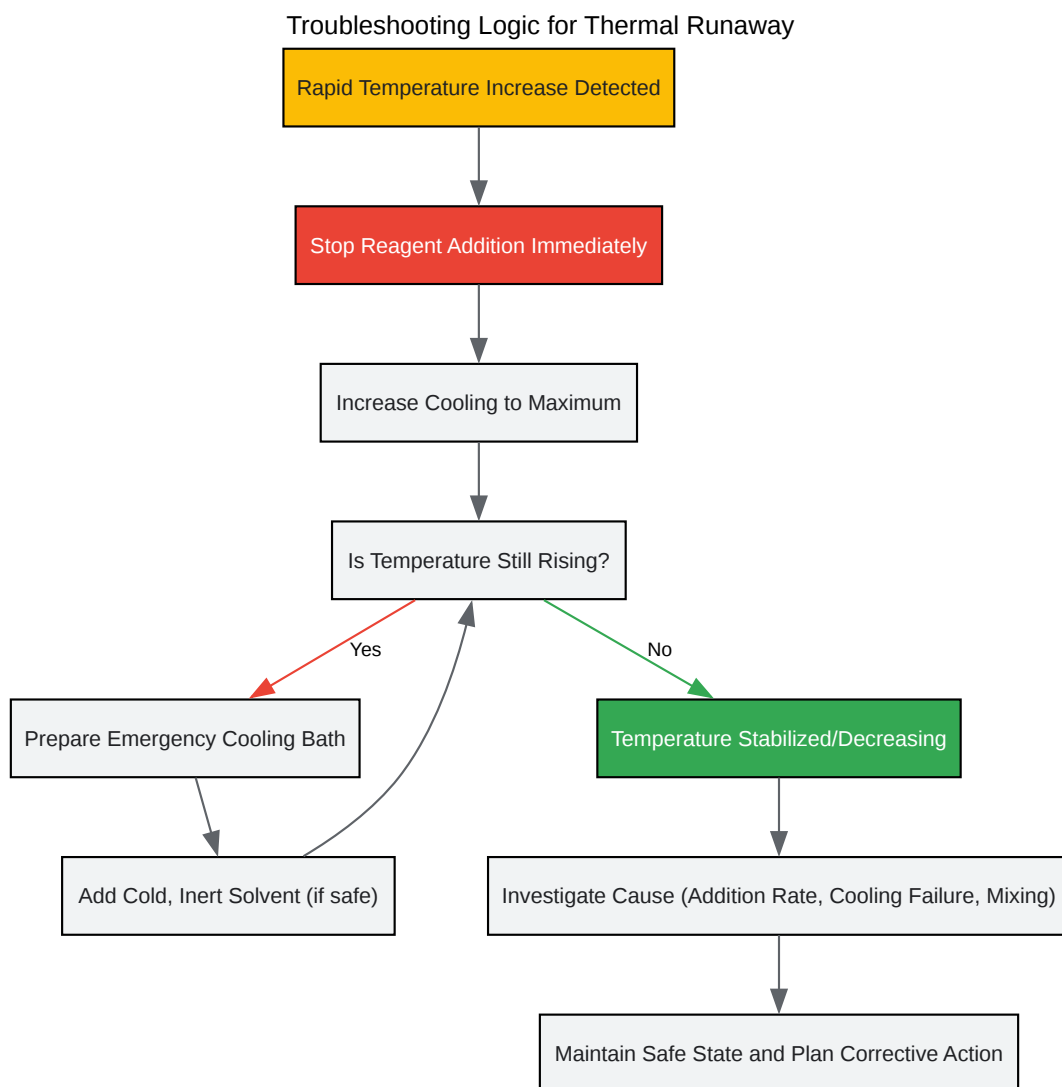 Troubleshooting Logic for Thermal Runaway
Rapid Temperature Increase Detected
Stop Reagent Addition Immediately
Increase Cooling to Maximum
Is Temperature Still Rising?
Yes
No
Prepare Emergency Cooling Bath
Temperature Stabilized/Decreasing
Add Cold, Inert Solvent (if safe)
Investigate Cause (Addition Rate, Cooling Failure, Mixing)
Maintain Safe State and Plan Corrective Action